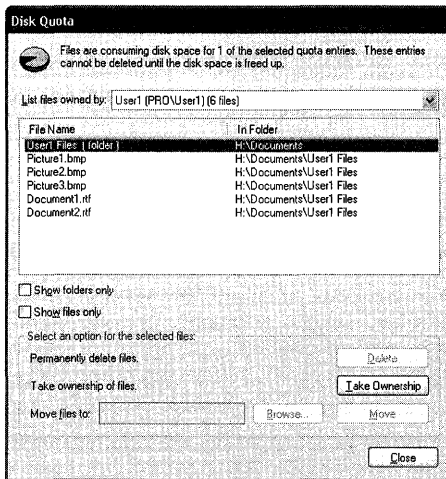 Disk Quota
Files are consuming disk space for 1 of the selected quota entries. These entries
cannot be deleted until the disk space is freed up.
List files owned by: User1 (PRO\User1) (6 files)
File Name In Folder
User1 Files (folder) H:\Documents
Picture1.bmp H:\Documents\User1 Files
Picture2.bmp H:\Documents\User1 Files
Picture3.bmp H:\Documents\User1 Files
Document1.rtf H:\Documents\User1 Files
Document2.rtf H:\Documents\User1 Files
Show folders only
Show files only
Select an option for the selected files:
Permanently delete files. Delete
Take ownership of files. Take Ownership
Move files to: Browse... Move
Close